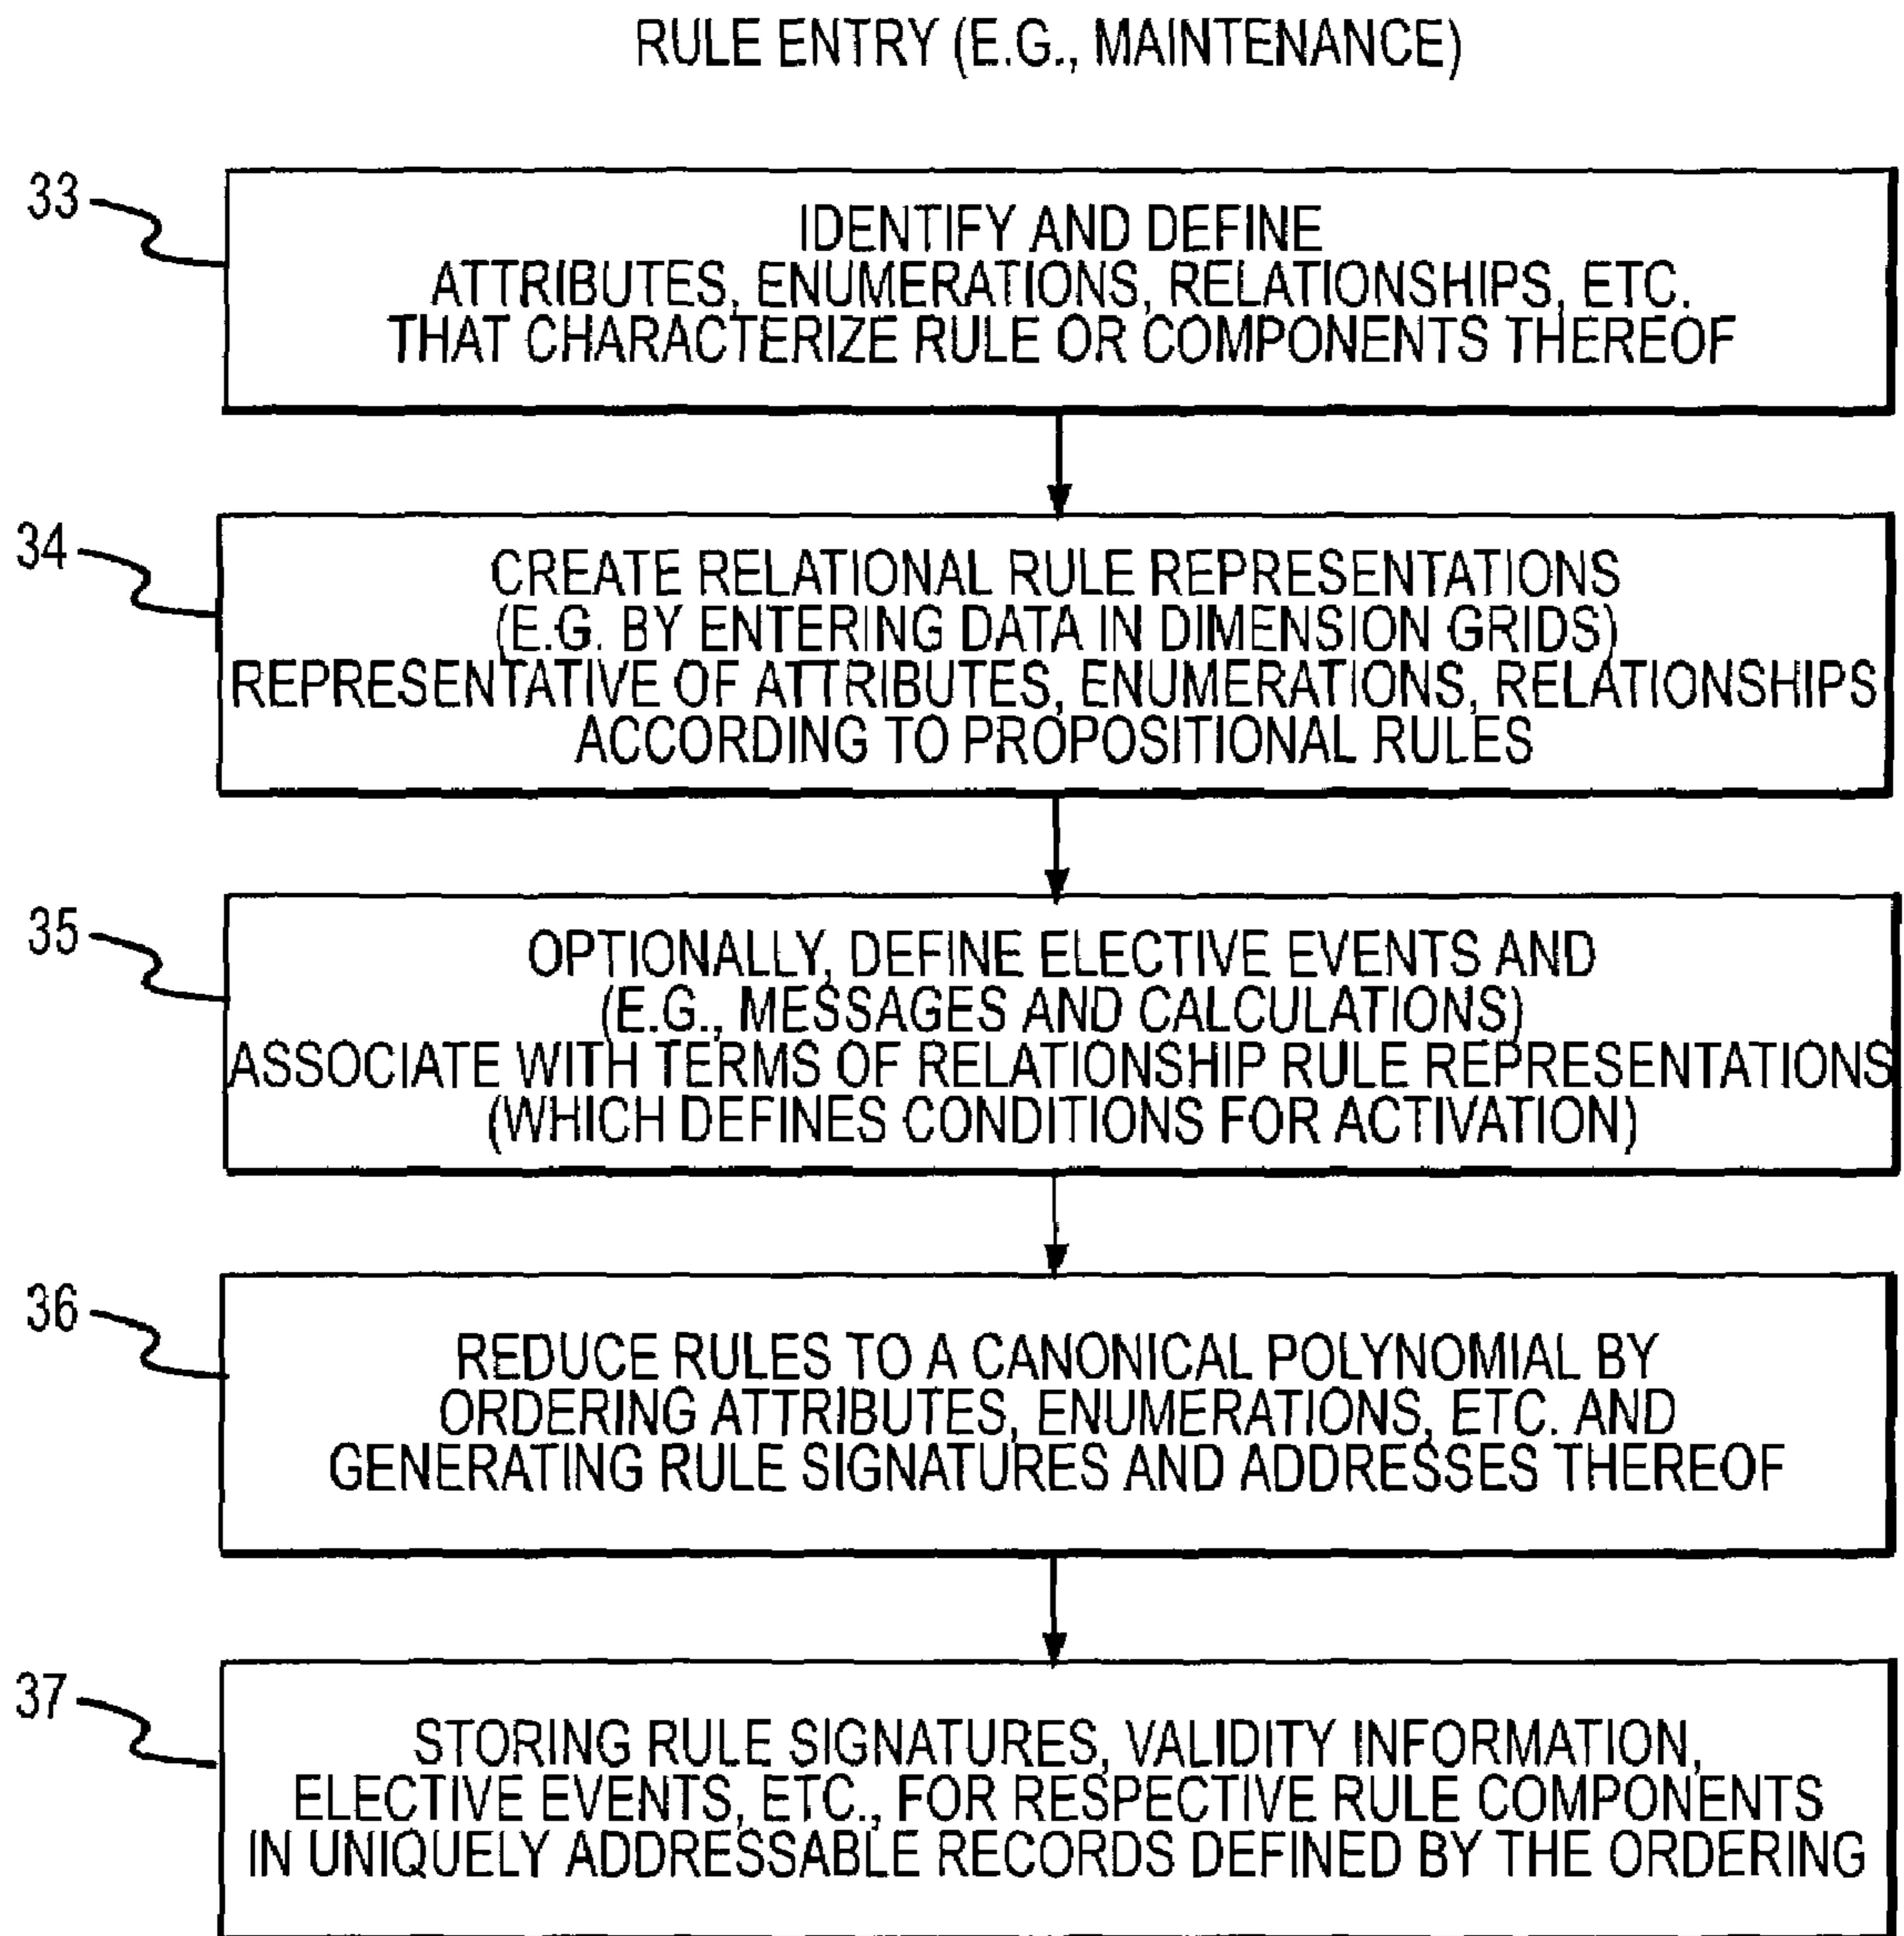 RULE ENTRY (E.G., MAINTENANCE)
33
IDENTIFY AND DEFINE
ATTRIBUTES, ENUMERATIONS, RELATIONSHIPS, ETC.
THAT CHARACTERIZE RULE OR COMPONENTS THEREOF
34
CREATE RELATIONAL RULE REPRESENTATIONS
(E.G. BY ENTERING DATA IN DIMENSION GRIDS)
REPRESENTATIVE OF ATTRIBUTES, ENUMERATIONS, RELATIONSHIPS
ACCORDING TO PROPOSITIONAL RULES
35
OPTIONALLY, DEFINE ELECTIVE EVENTS AND
(E.G., MESSAGES AND CALCULATIONS)
ASSOCIATE WITH TERMS OF RELATIONSHIP RULE REPRESENTATIONS
(WHICH DEFINES CONDITIONS FOR ACTIVATION)
36
REDUCE RULES TO A CANONICAL POLYNOMIAL BY
ORDERING ATTRIBUTES, ENUMERATIONS, ETC. AND
GENERATING RULE SIGNATURES AND ADDRESSES THEREOF
37
STORING RULE SIGNATURES, VALIDITY INFORMATION,
ELECTIVE EVENTS, ETC., FOR RESPECTIVE RULE COMPONENTS
IN UNIQUELY ADDRESSABLE RECORDS DEFINED BY THE ORDERING